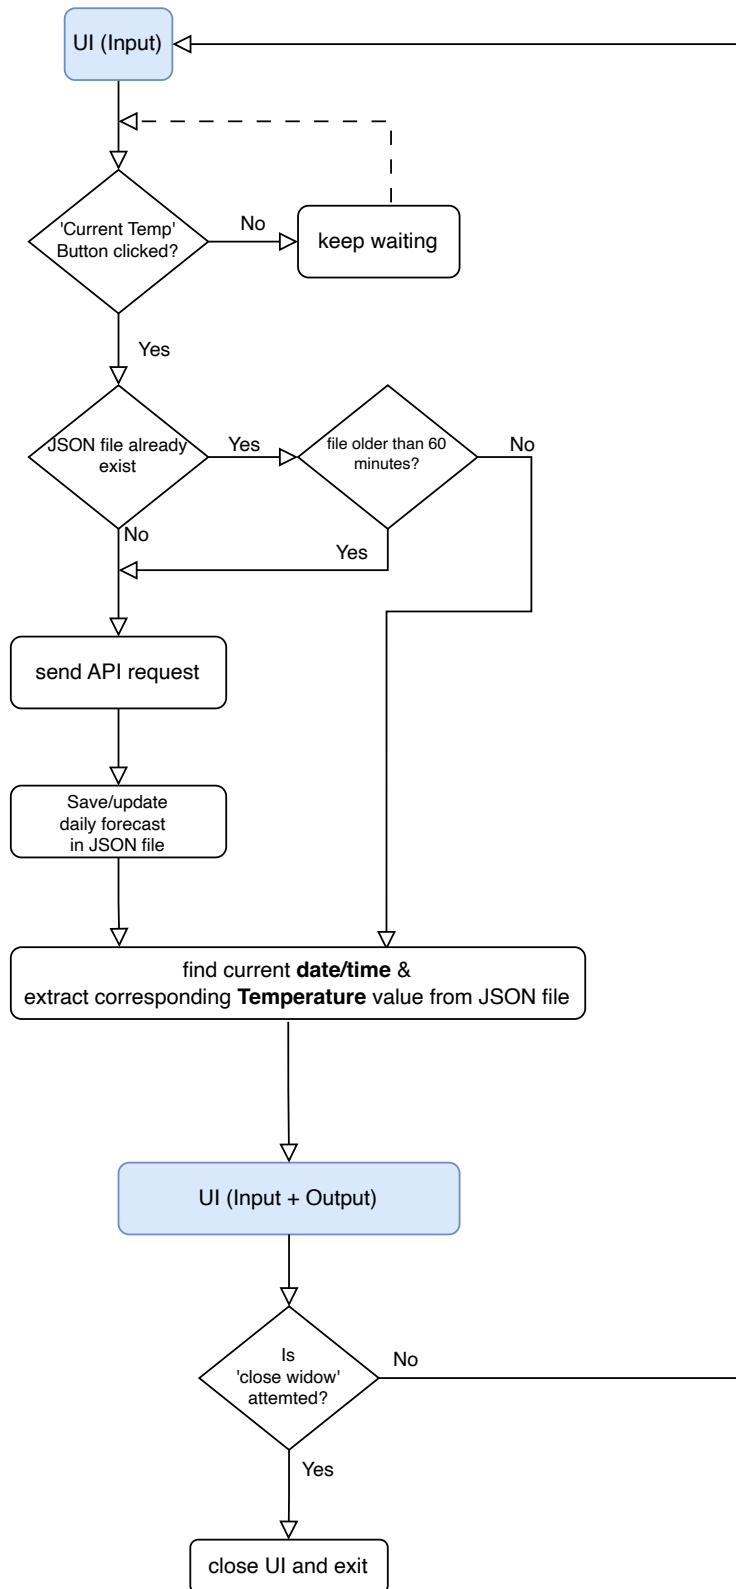 UI (Input)
'Current Temp'
Button clicked?
No
keep waiting
Yes
JSON file already
exist
Yes
file older than 60
minutes?
No
No
Yes
send API request
Save/update
daily forecast
in JSON file
find current date/time &
extract corresponding Temperature value from JSON file
UI (Input + Output)
Is
'close widow'
attemted?
No
Yes
close UI and exit